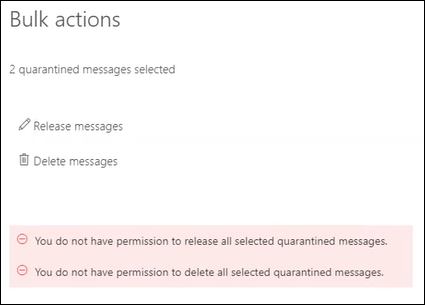 Bulk actions
2 quarantined messages selected
Release messages
Delete messages
You do not have permission to release all selected quarantined messages.
You do not have permission to delete all selected quarantined messages.